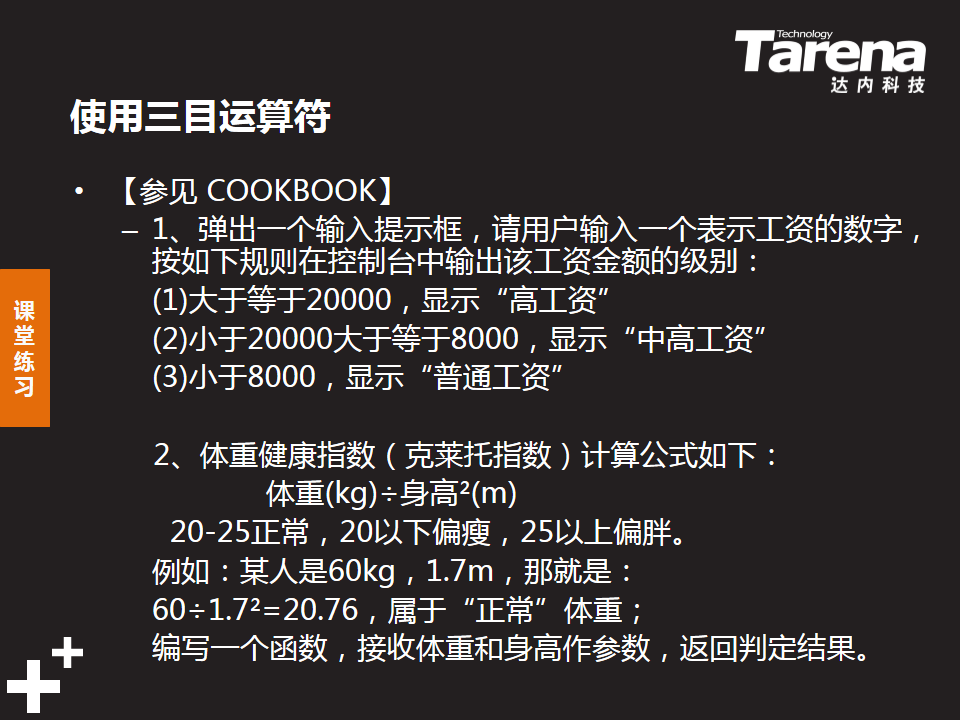 Technology
Tarena
达内科技
使用三目运算符
• 【参见 COOKBOOK】
– 1、弹出一个输入提示框，请用户输入一个表示工资的数字，
按如下规则在控制台中输出该工资金额的级别：
(1)大于等于20000，显示“高工资”
(2)小于20000大于等于8000，显示“中高工资”
(3)小于8000，显示“普通工资”
课堂练习
2、体重健康指数（克莱托指数）计算公式如下：
体重(kg)÷身高²(m)
20-25正常，20以下偏瘦，25以上偏胖。
例如：某人是60kg，1.7m，那就是：
60÷1.7²=20.76，属于“正常”体重；
编写一个函数，接收体重和身高作参数，返回判定结果。